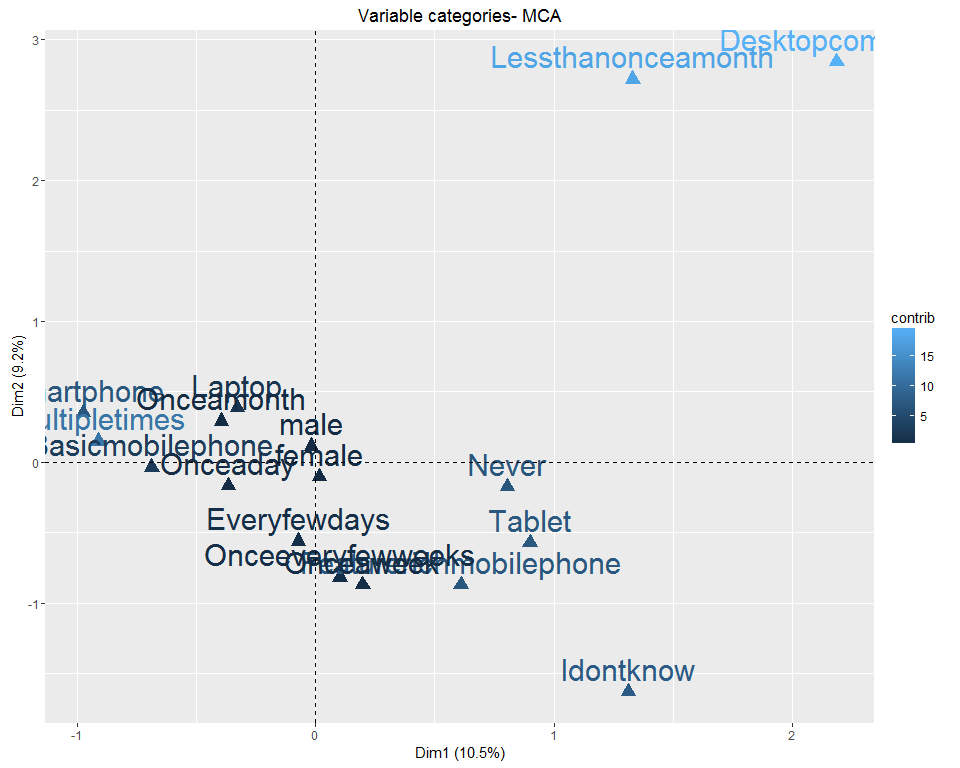 Variable categories- MCA
Desktopcom
Lessthanonceamonth
3
2
1
0
-1
Dim2 (9.2%)
Laptop
artphone
Onceamonth
ultipletimes
male
Basicmobilephone
female
Onceaday
Never
Everyfewdays
Tablet
Onceeveryfewweeks
Onceaweek
mobilephone
Idontknow
-1
0
1
2
Dim1 (10.5%)
contrib
15
10
5